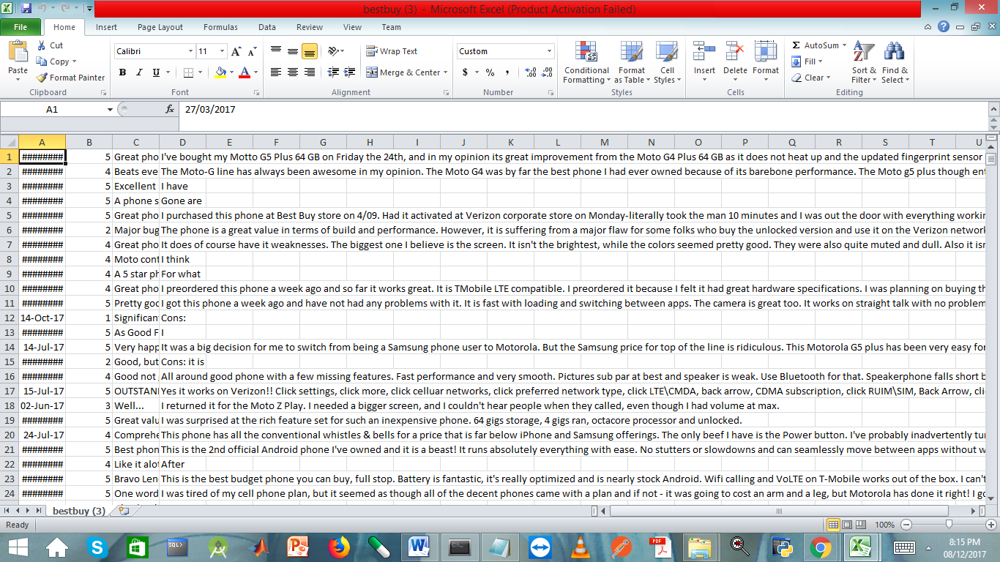 bestbuy (3) - Microsoft Excel (Product Activation Failed)
File Home Insert Page Layout Formulas Data Review View Team
Paste Cut Copy Format Painter Clipboard
Calibri 11 A A B I U A Font
Wrap Text Merge & Center Alignment
Custom $ % , .0 .00 .00 .0 Number
Conditional Formatting Format as Table Cell Styles Styles
Insert Delete Format Cells
Σ AutoSum Fill Clear Sort & Filter Find & Select Editing
A1 fx 27/03/2017
A B C D E F G H I J K L M N O P Q R S T U
1 ######## 5 Great pho I've bought my Motto G5 Plus 64 GB on Friday the 24th, and in my opinion its great improvement from the Moto G4 Plus 64 GB as it does not heat up and the updated fingerprint sensor
2 ######## 4 Beats eve The Moto-G line has always been awesome in my opinion. The Moto G4 was by far the best phone I had ever owned because of its barebone performance. The Moto g5 plus though ent
3 ######## 5 Excellent I have
4 ######## 5 A phone s Gone are
5 ######## 5 Great pho I purchased this phone at Best Buy store on 4/09. Had it activated at Verizon corporate store on Monday-literally took the man 10 minutes and I was out the door with everything workin
6 ######## 2 Major bug The phone is a great value in terms of build and performance. However, it is suffering from a major flaw for some folks who buy the unlocked version and use it on the Verizon network
7 ######## 4 Great pho It does of course have it weaknesses. The biggest one I believe is the screen. It isn't the brightest, while the colors seemed pretty good. They were also quite muted and dull. Also it isn
8 ######## 4 Moto cont I think
9 ######## 4 A 5 star ph For what
10 ######## 4 Great pho I preordered this phone a week ago and so far it works great. It is TMobile LTE compatible. I preordered it because I felt it had great hardware specifications. I was planning on buying th
11 ######## 5 Pretty goo I got this phone a week ago and have not had any problems with it. It is fast with loading and switching between apps. The camera is great too. It works on straight talk with no problem
12 14-Oct-17 1 Significan Cons:
13 ######## 5 As Good F I
14 14-Jul-17 5 Very happ It was a big decision for me to switch from being a Samsung phone user to Motorola. But the Samsung price for top of the line is ridiculous. This Motorola G5 plus has been very easy for
15 ######## 2 Good, but Cons: it is
16 ######## 4 Good not All around good phone with a few missing features. Fast performance and very smooth. Pictures sub par at best and speaker is weak. Use Bluetooth for that. Speakerphone falls short b
17 15-Jul-17 5 OUTSTAN Yes it works on Verizon!! Click settings, click more, click celluar networks, click preferred network type, click LTE\CMDA, back arrow, CDMA subscription, click RUIM\SIM, Back Arrow, cli
18 02-Jun-17 3 Well... I returned it for the Moto Z Play. I needed a bigger screen, and I couldn't hear people when they called, even though I had volume at max.
19 ######## 5 Great valu I was surprised at the rich feature set for such an inexpensive phone. 64 gigs storage, 4 gigs ran, octacore processor and unlocked.
20 24-Jul-17 4 Comprehe This phone has all the conventional whistles & bells for a price that is far below iPhone and Samsung offerings. The only beef I have is the Power button. I've probably inadvertently tur
21 ######## 5 Best phon This is the 2nd official Android phone I've owned and it is a beast! It runs absolutely everything with ease. No stutters or slowdowns and can seamlessly move between apps without w
22 ######## 4 Like it alot After
23 ######## 5 Bravo Len This is the best budget phone you can buy, full stop. Battery is fantastic, it's really optimized and is nearly stock Android. Wifi calling and VoLTE on T-Mobile works out of the box. I can't
24 ######## 5 One word I was tired of my cell phone plan, but it seemed as though all of the decent phones came with a plan and if not - it was going to cost an arm and a leg, but Motorola has done it right! I go
bestbuy (3)
Ready 100%
SQL> PDF
8:15 PM
08/12/2017